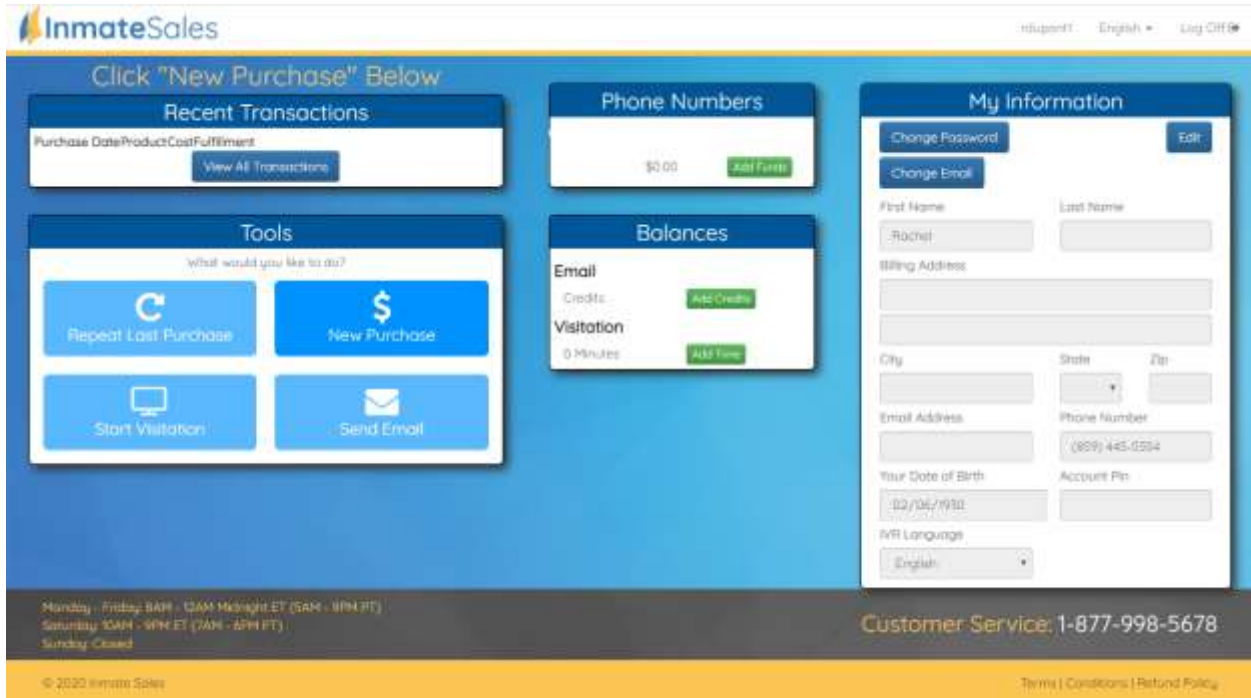 InmateSales
English
Log Off
Click "New Purchase" Below
Recent Transactions
Purchase DateProductCostFulfillment
View All Transactions
Tools
What would you like to do?
Repeat Last Purchase
New Purchase
Start Visitation
Send Email
Phone Numbers
$0.00
Add Funds
Balances
Email
Credits
Add Credits
Visitation
0 Minutes
Add Time
My Information
Change Password
Edit
Change Email
First Name
Last Name
Rachel
Billing Address
City
State
Zip
Email Address
Phone Number
Your Date of Birth
Account Pin
02/06/1930
IVR Language
English
Monday - Friday: 8AM - 12AM Midnight ET (5AM - 9PM PT)
Saturday: 10AM - 9PM ET (7AM - 6PM PT)
Sunday: Closed
Customer Service: 1-877-998-5678
© 2020 Inmate Sales
Terms | Conditions | Refund Policy